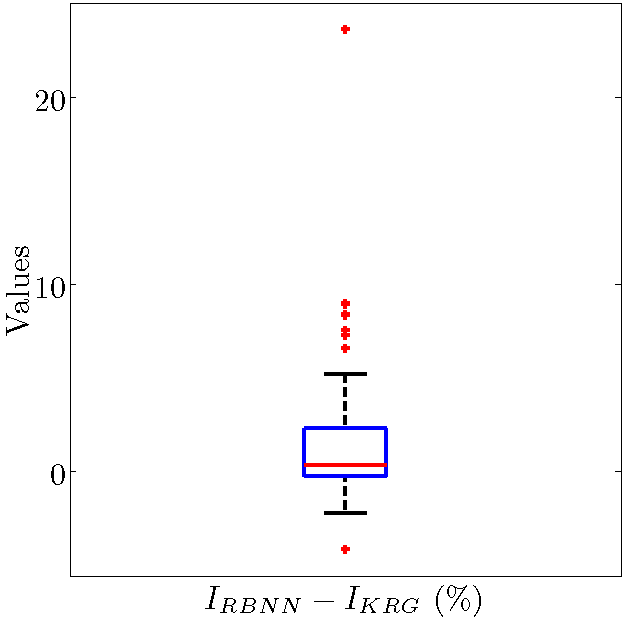 20
10
0
Values
I_{RBNN} − I_{KRG} (%)